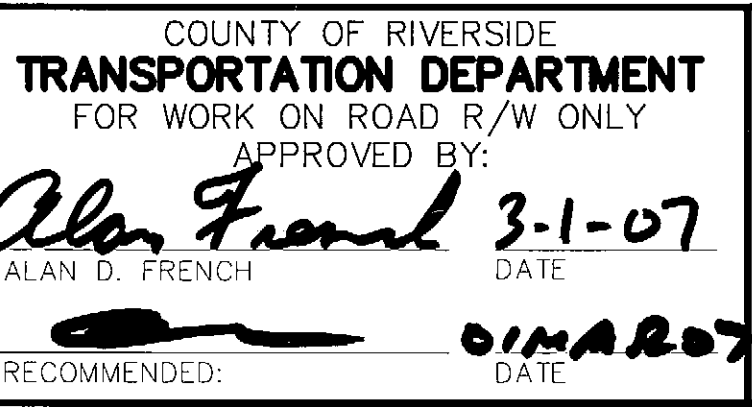 COUNTY OF RIVERSIDE
TRANSPORTATION DEPARTMENT
FOR WORK ON ROAD R/W ONLY
APPROVED BY:
Alan French 3-1-07
ALAN D. FRENCH DATE
01MAR07
RECOMMENDED: DATE